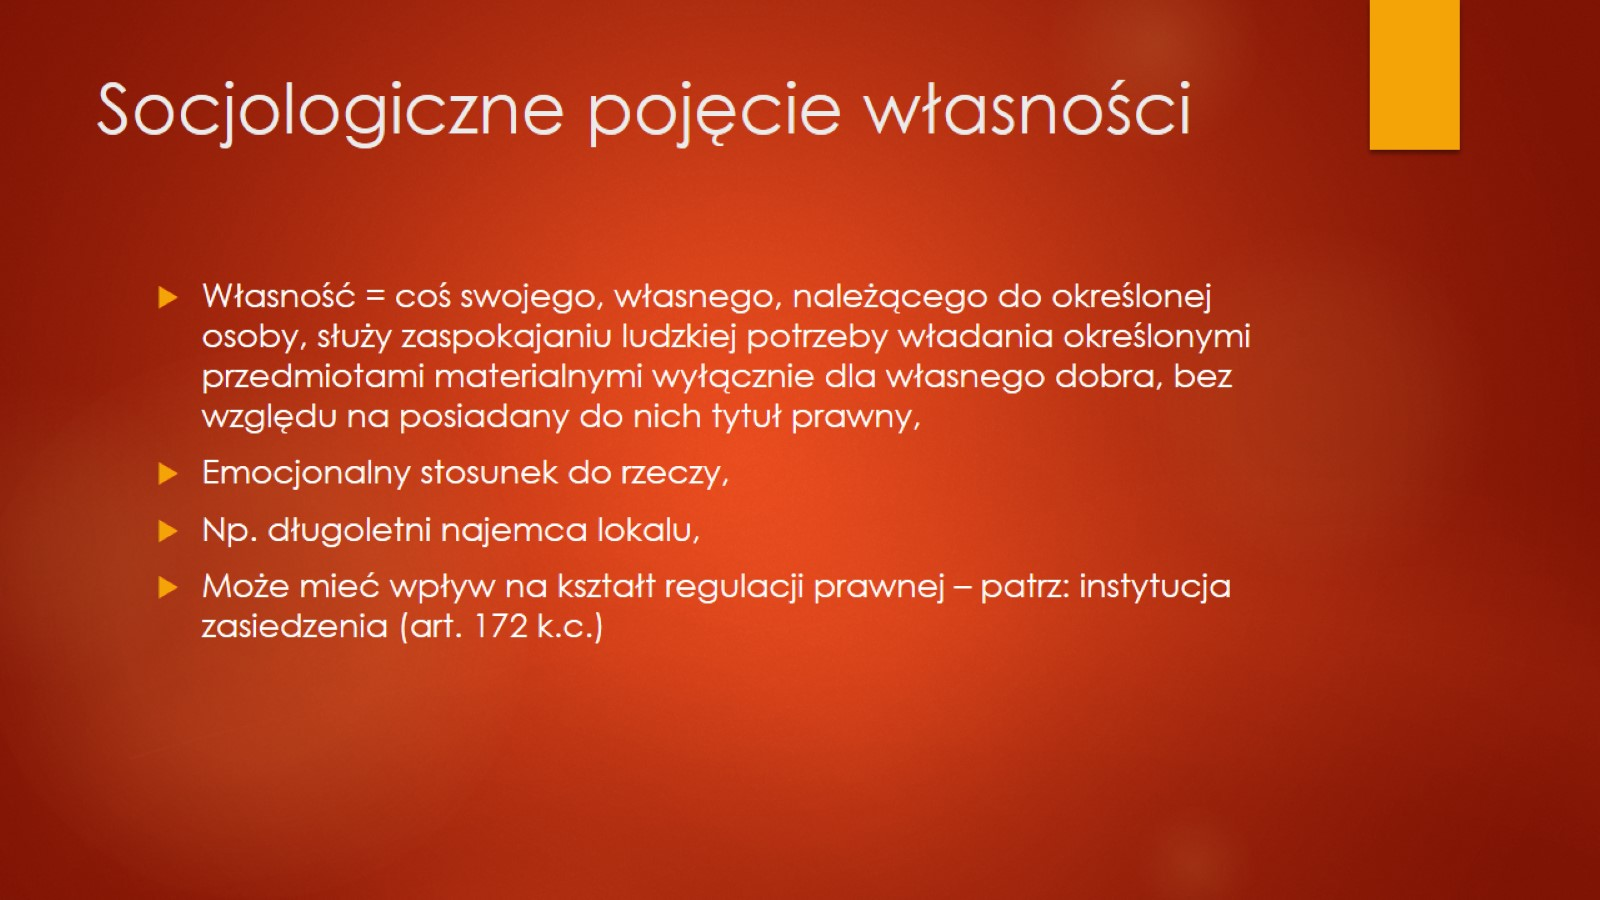 Socjologiczne pojęcie własności
Własność = coś swojego, własnego, należącego do określonej
osoby, służy zaspokajaniu ludzkiej potrzeby władania określonymi
przedmiotami materialnymi wyłącznie dla własnego dobra, bez
względu na posiadany do nich tytuł prawny,
Emocjonalny stosunek do rzeczy,
Np. długoletni najemca lokalu,
Może mieć wpływ na kształt regulacji prawnej – patrz: instytucja
zasiedzenia (art. 172 k.c.)